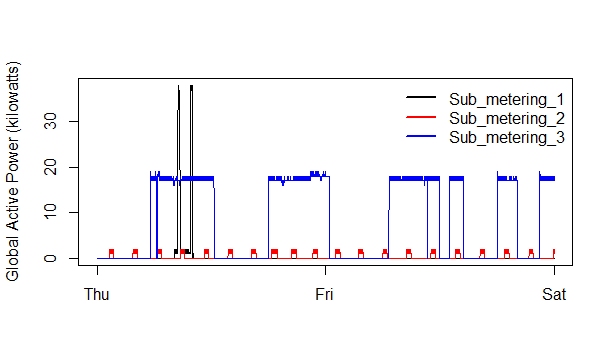 Global Active Power (kilowatts)
30
20
10
0
Sub_metering_1
Sub_metering_2
Sub_metering_3
Thu
Fri
Sat